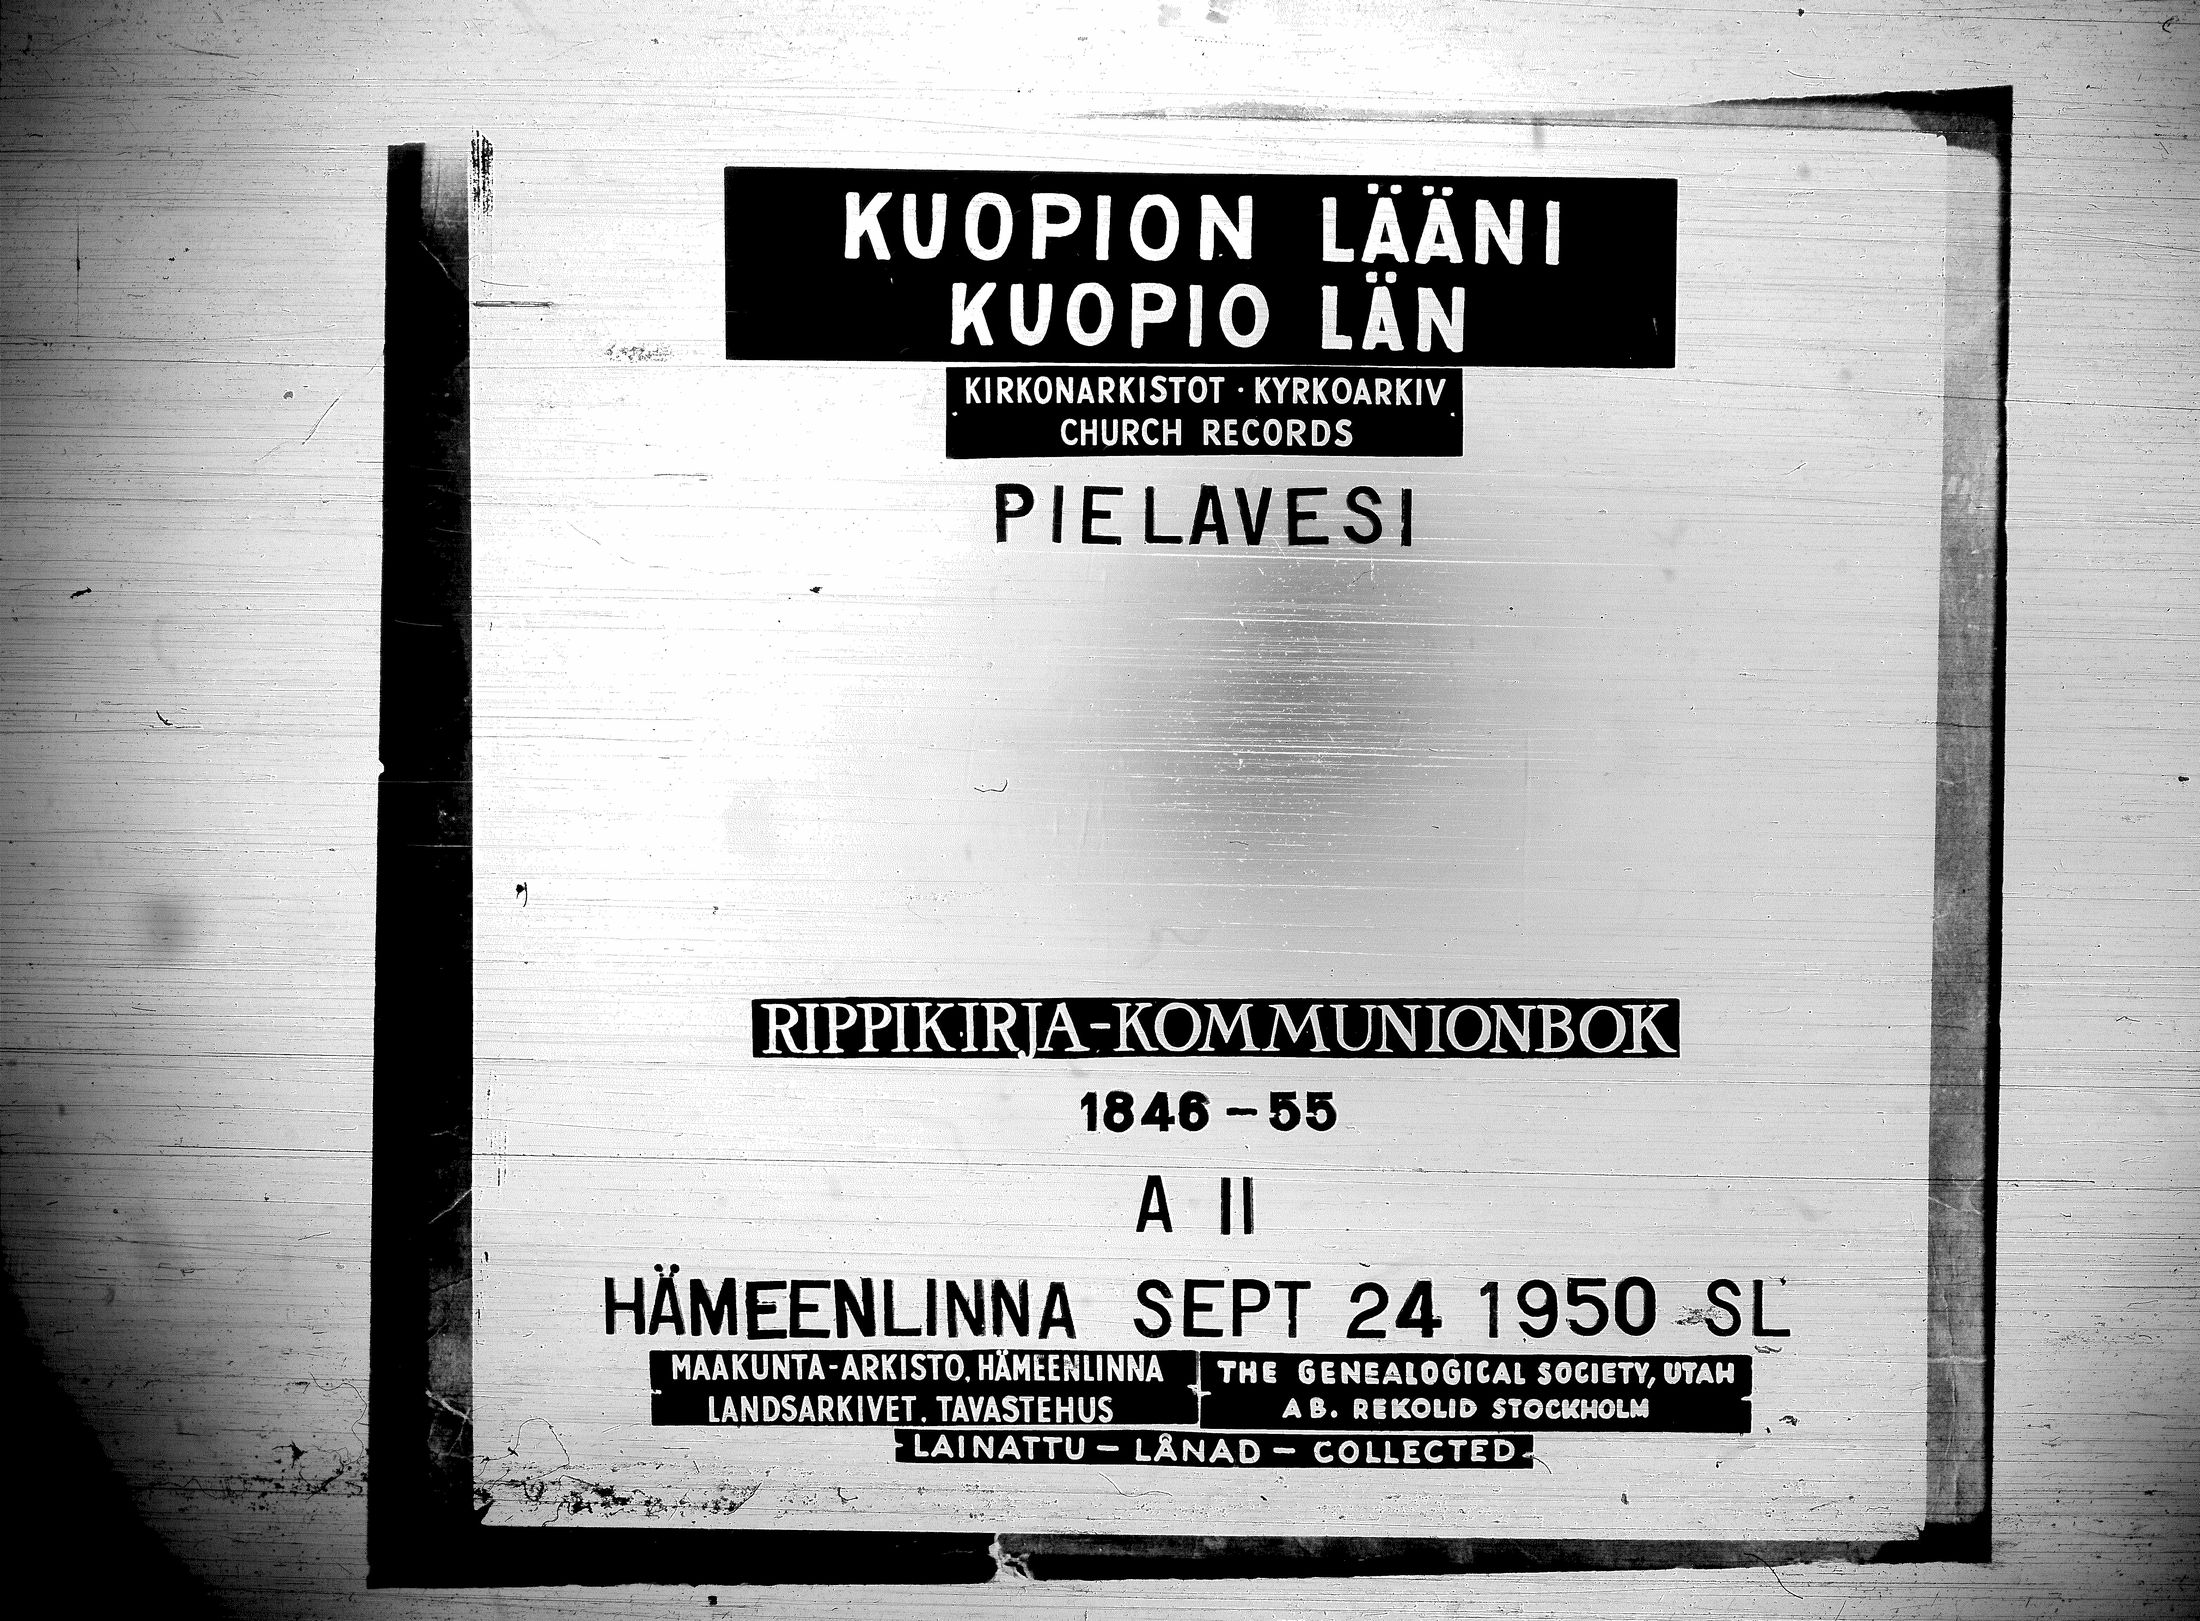 KUOPION LÄÄNI
KUOPIO LÄN
KIRKONARKISTOT · KYRKOARKIV
CHURCH RECORDS
PIELAVESI
RIPPIKIRJA-KOMMUNIONBOK
1846-55
A II
HÄMEENLINNA SEPT 24 1950 SL
MAAKUNTA-ARKISTO, HÄMEENLINNA
LANDSARKIVET, TAVASTEHUS
THE GENEALOGICAL SOCIETY, UTAH
AB. REKOLID STOCKHOLM
LAINATTU - LÅNAD - COLLECTED